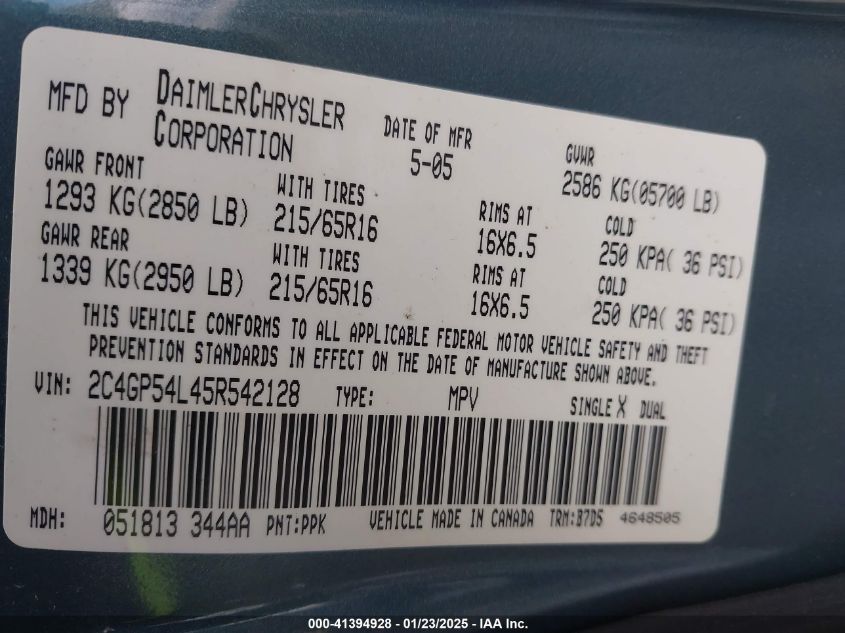 MFD BY DAIMLERCHRYSLER CORPORATION
DATE OF MFR 5-05
GVWR 2586 KG(05700 LB)
GAWR FRONT
1293 KG(2850 LB)
WITH TIRES
215/65R16
RIMS AT
16X6.5
COLD
250 KPA( 36 PSI)
GAWR REAR
1339 KG(2950 LB)
WITH TIRES
215/65R16
RIMS AT
16X6.5
COLD
250 KPA( 36 PSI)
THIS VEHICLE CONFORMS TO ALL APPLICABLE FEDERAL MOTOR VEHICLE SAFETY AND THEFT
PREVENTION STANDARDS IN EFFECT ON THE DATE OF MANUFACTURE SHOWN ABOVE.
VIN: 2C4GP54L45R542128 TYPE: MPV SINGLE X DUAL
MDH: 051813 344AA PNT:PPK VEHICLE MADE IN CANADA TRM:B7D5 4648505
000-41394928 - 01/23/2025 - IAA Inc.